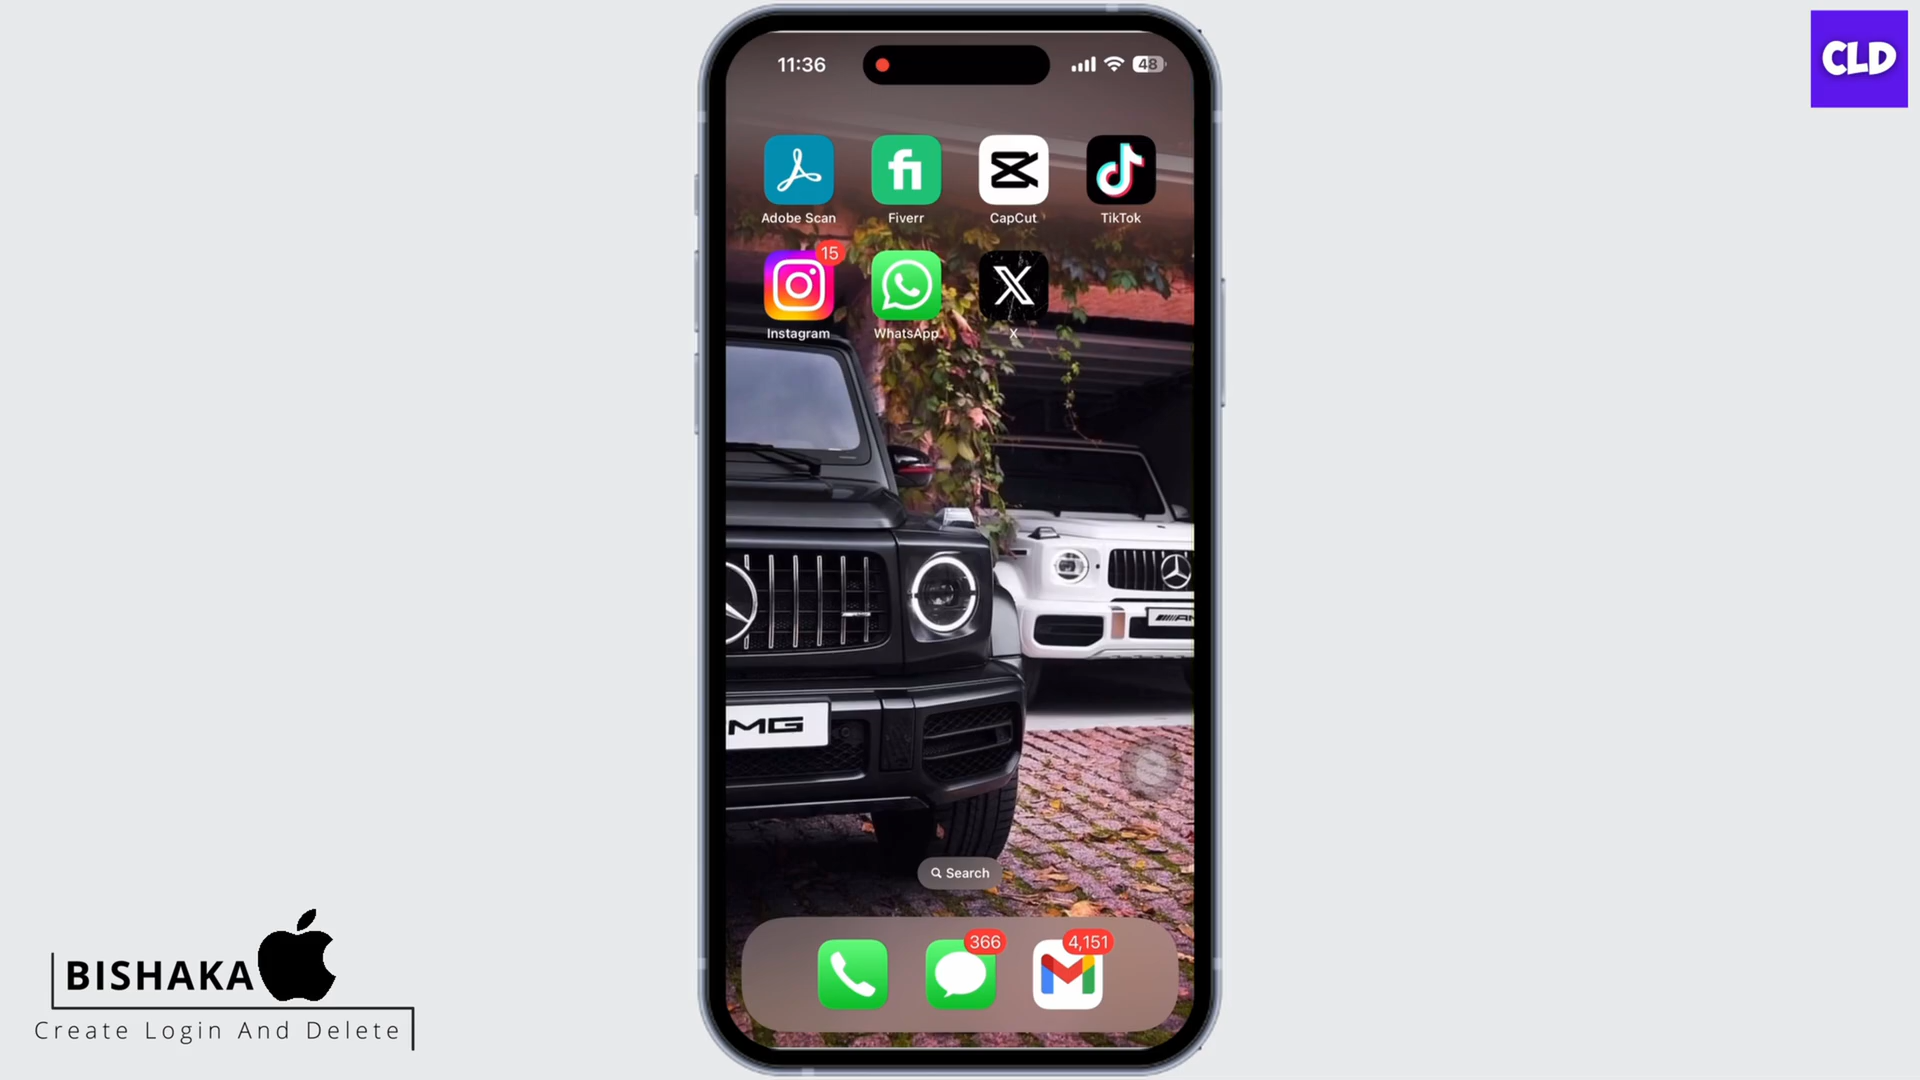 CLD
11:36
48
fi
Adobe Scan
Fiverr
CapCut
TikTok
15
X
Instagram
WhatsApp
X
MG
Search
366
4,151
BISHAKA
Create Login And Delete